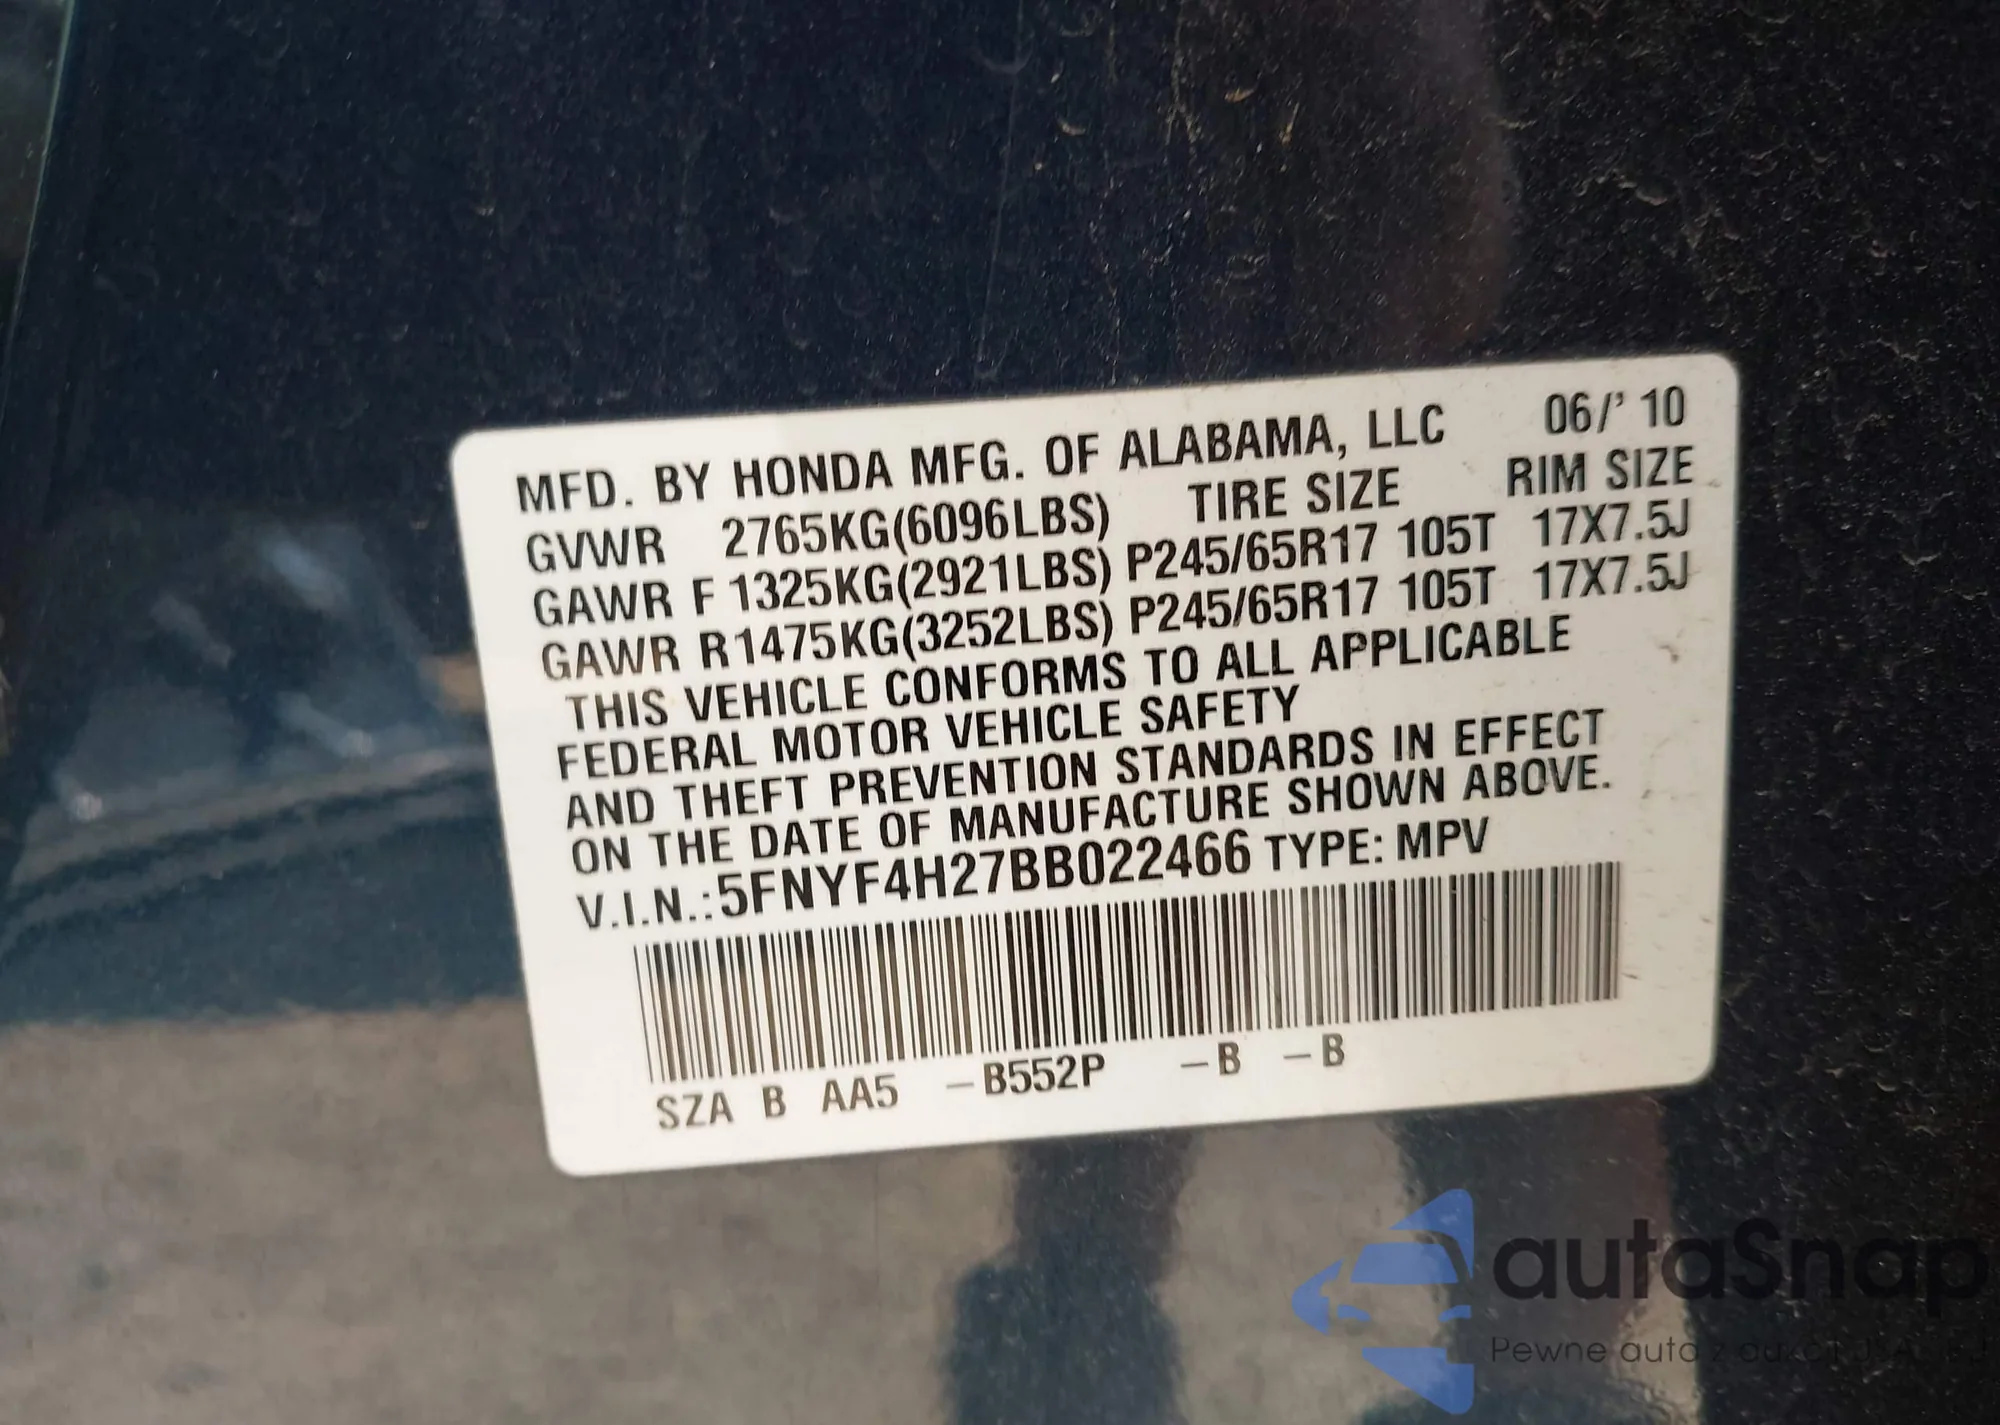 MFD. BY HONDA MFG. OF ALABAMA, LLC 06/'10
GVWR 2765KG(6096LBS) TIRE SIZE RIM SIZE
GAWR F 1325KG(2921LBS) P245/65R17 105T 17X7.5J
GAWR R1475KG(3252LBS) P245/65R17 105T 17X7.5J
THIS VEHICLE CONFORMS TO ALL APPLICABLE
FEDERAL MOTOR VEHICLE SAFETY
AND THEFT PREVENTION STANDARDS IN EFFECT
ON THE DATE OF MANUFACTURE SHOWN ABOVE.
V.I.N.:5FNYF4H27BB022466 TYPE: MPV
SZA B AA5 –B552P –B –B
autaSnap
Pewne auta z